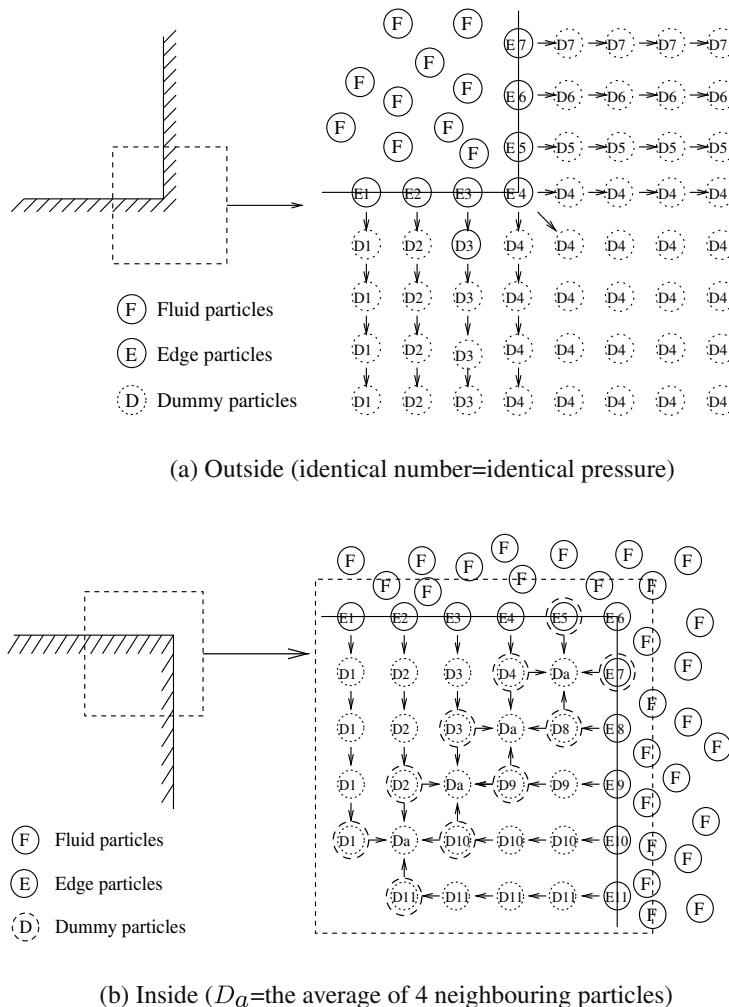 F F
E7 D7 D7 D7 D7
F
F F
E6 D6 D6 D6 D6
F
F F
F E5 D5 D5 D5 D5
F
E1 E2 E3 E4 D4 D4 D4 D4
D1 D2 D3 D4 D4 D4 D4 D4
D1 D2 D3 D4 D4 D4 D4 D4
D1 D2 D3 D4 D4 D4 D4 D4
D1 D2 D3 D4 D4 D4 D4 D4
F Fluid particles
E Edge particles
D Dummy particles
(a) Outside (identical number=identical pressure)
F F F F F F F
F F F F F
E1 E2 E3 E4 E5 E6 F
F
D1 D2 D3 D4 Da E7
F
D1 D2 D3 Da D8 E8 F
F F
D1 D2 Da D9 D9 E9 F
F F
D1 Da D10 D10 D10 E10 F F
F
D11 D11 D11 D11 E11
F F
F Fluid particles
E Edge particles
D Dummy particles
(b) Inside (Da=the average of 4 neighbouring particles)